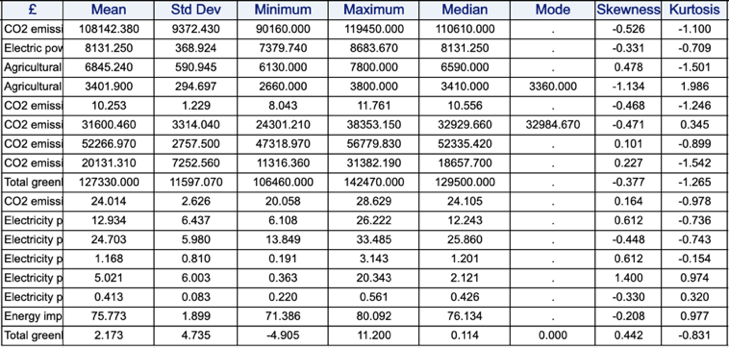 £ Mean Std Dev Minimum Maximum Median Mode Skewness Kurtosis
CO2 emissi 108142.380 9372.430 90160.000 119450.000 110610.000 . -0.526 -1.100
Electric pov 8131.250 368.924 7379.740 8683.670 8131.250 . -0.331 -0.709
Agricultural 6845.240 590.945 6130.000 7800.000 6590.000 . 0.478 -1.501
Agricultural 3401.900 294.697 2660.000 3800.000 3410.000 3360.000 -1.134 1.986
CO2 emissi 10.253 1.229 8.043 11.761 10.556 . -0.468 -1.246
CO2 emissi 31600.460 3314.040 24301.210 38353.150 32929.660 32984.670 -0.471 0.345
CO2 emissi 52266.970 2757.500 47318.970 56779.830 52335.420 . 0.101 -0.899
CO2 emissi 20131.310 7252.560 11316.360 31382.190 18657.700 . 0.227 -1.542
Total greenl 127330.000 11597.070 106460.000 142470.000 129500.000 . -0.377 -1.265
CO2 emissi 24.014 2.626 20.058 28.629 24.105 . 0.164 -0.978
Electricity p 12.934 6.437 6.108 26.222 12.243 . 0.612 -0.736
Electricity p 24.703 5.980 13.849 33.485 25.860 . -0.448 -0.743
Electricity p 1.168 0.810 0.191 3.143 1.201 . 0.612 -0.154
Electricity p 5.021 6.003 0.363 20.343 2.121 . 1.400 0.974
Electricity p 0.413 0.083 0.220 0.561 0.426 . -0.330 0.320
Energy imp 75.773 1.899 71.386 80.092 76.134 . -0.208 0.977
Total greenl 2.173 4.735 -4.905 11.200 0.114 0.000 0.442 -0.831